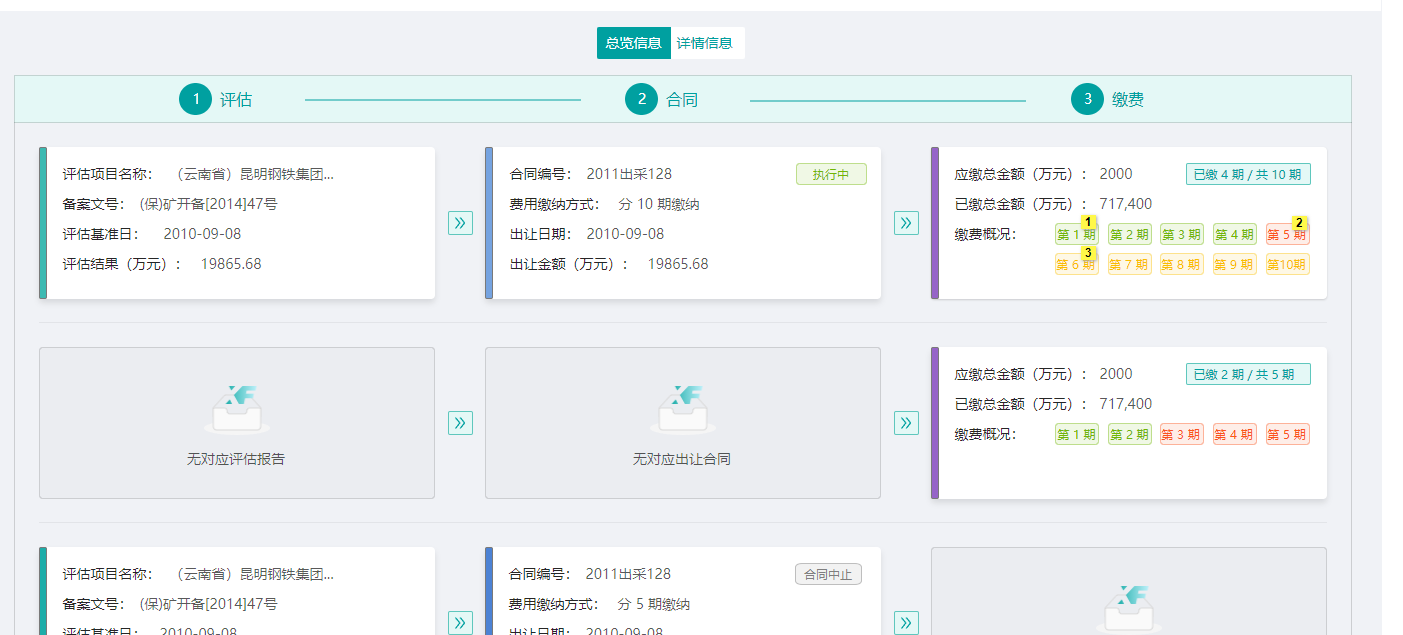 总览信息 详情信息
1 评估 2 合同 3 缴费
评估项目名称： （云南省）昆明钢铁集团...
备案文号： (保)矿开备[2014]47号
评估基准日： 2010-09-08
评估结果（万元）： 19865.68
合同编号： 2011出采128 执行中
费用缴纳方式： 分 10 期缴纳
出让日期： 2010-09-08
出让金额（万元）： 19865.68
应缴总金额（万元）： 2000 已缴 4 期 / 共 10 期
已缴总金额（万元）： 717,400
缴费概况： 第 1 期 1 第 2 期 第 3 期 第 4 期 第 5 期 2
第 6 期 3 第 7 期 第 8 期 第 9 期 第10期
无对应评估报告
无对应出让合同
应缴总金额（万元）： 2000 已缴 2 期 / 共 5 期
已缴总金额（万元）： 717,400
缴费概况： 第 1 期 第 2 期 第 3 期 第 4 期 第 5 期
评估项目名称： （云南省）昆明钢铁集团...
备案文号： (保)矿开备[2014]47号
评估基准日： 2010-09-08
合同编号： 2011出采128 合同中止
费用缴纳方式： 分 5 期缴纳
出让日期： 2010-09-08